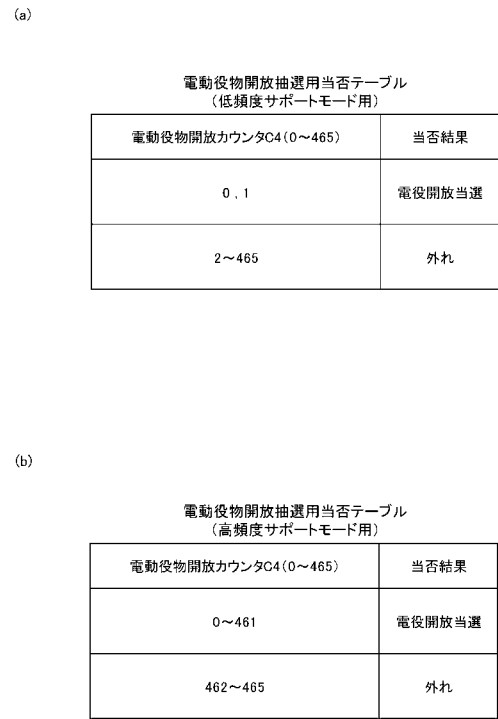 (a)
電動役物開放抽選用当否テーブル
(低頻度サポートモード用)
電動役物開放カウンタC4(0～465) 当否結果
0,1 電役開放当選
2～465 外れ
(b)
電動役物開放抽選用当否テーブル
(高頻度サポートモード用)
電動役物開放カウンタC4(0～465) 当否結果
0～461 電役開放当選
462～465 外れ